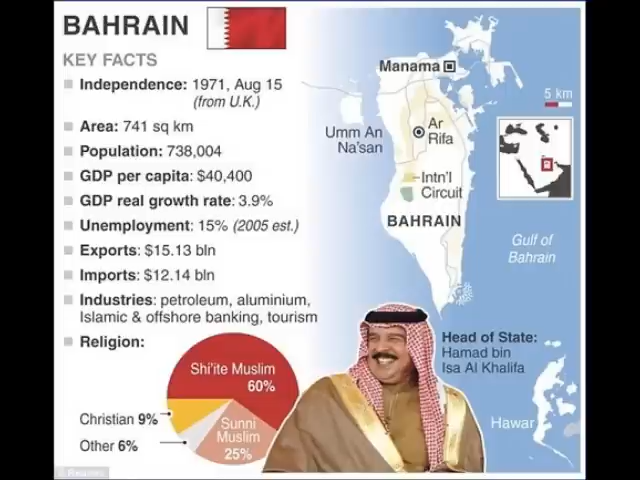 BAHRAIN
KEY FACTS
Independence: 1971, Aug 15
(from U.K.)
Area: 741 sq km
Population: 738,004
GDP per capita: $40,400
GDP real growth rate: 3.9%
Unemployment: 15% (2005 est.)
Exports: $15.13 bln
Imports: $12.14 bln
Industries: petroleum, aluminium,
Islamic & offshore banking, tourism
Religion:
Shi'ite Muslim
60%
Christian 9%
Other 6%
Sunni
Muslim
25%
Manama
5 km
Umm An
Na'san
Ar
Rifa
Int'l
Circuit
BAHRAIN
Gulf of
Bahrain
Head of State:
Hamad bin
Isa Al Khalifa
Hawar
© Reuters